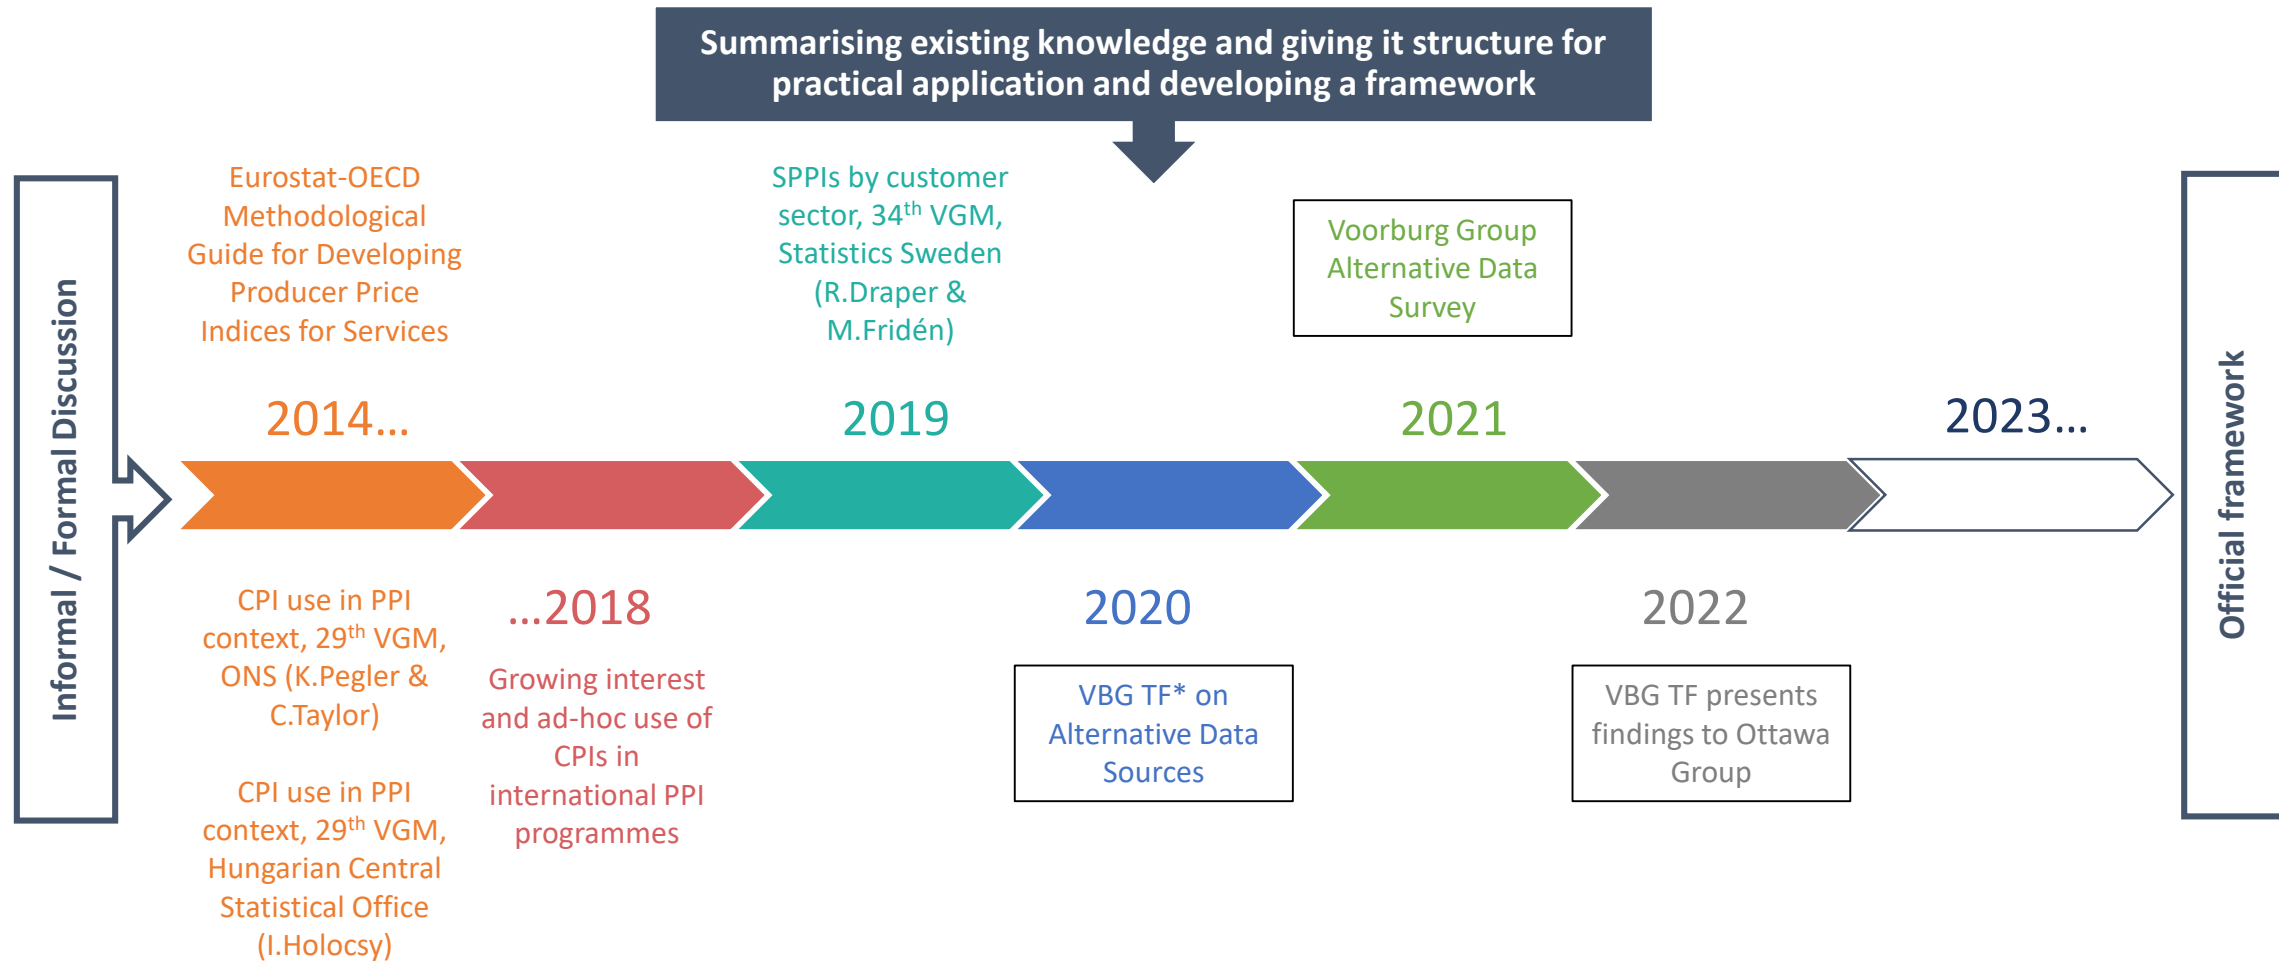 Summarising existing knowledge and giving it structure for
practical application and developing a framework
Informal / Formal Discussion
Eurostat-OECD
Methodological
Guide for Developing
Producer Price
Indices for Services
2014...
CPI use in PPI
context, 29th VGM,
ONS (K.Pegler &
C.Taylor)
CPI use in PPI
context, 29th VGM,
Hungarian Central
Statistical Office
(I.Holocsy)
...2018
Growing interest
and ad-hoc use of
CPIs in
international PPI
programmes
SPPIs by customer
sector, 34th VGM,
Statistics Sweden
(R.Draper &
M.Fridén)
2019
2020
VBG TF* on
Alternative Data
Sources
Voorburg Group
Alternative Data
Survey
2021
2022
VBG TF presents
findings to Ottawa
Group
2023...
Official framework